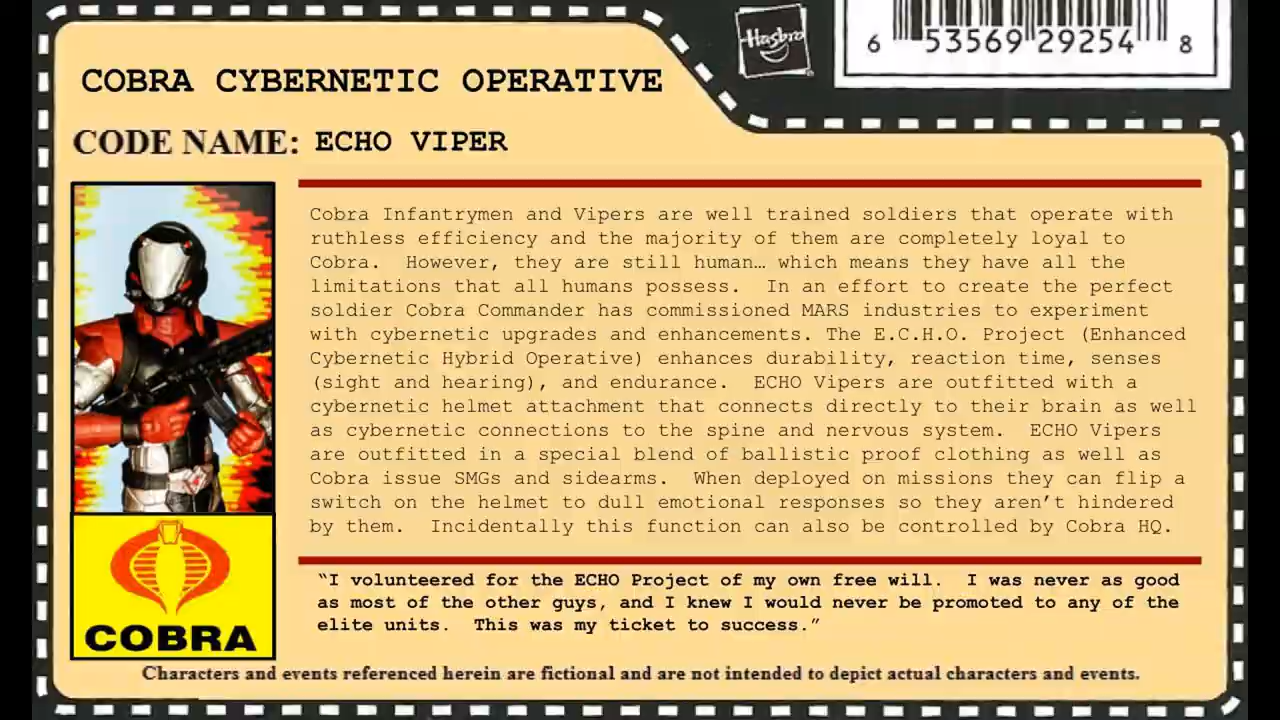 Hasbro
6 53569 29254 8
COBRA CYBERNETIC OPERATIVE
CODE NAME: ECHO VIPER
Cobra Infantrymen and Vipers are well trained soldiers that operate with
ruthless efficiency and the majority of them are completely loyal to
Cobra.  However, they are still human… which means they have all the
limitations that all humans possess.  In an effort to create the perfect
soldier Cobra Commander has commissioned MARS industries to experiment
with cybernetic upgrades and enhancements. The E.C.H.O. Project (Enhanced
Cybernetic Hybrid Operative) enhances durability, reaction time, senses
(sight and hearing), and endurance.  ECHO Vipers are outfitted with a
cybernetic helmet attachment that connects directly to their brain as well
as cybernetic connections to the spine and nervous system.  ECHO Vipers
are outfitted in a special blend of ballistic proof clothing as well as
Cobra issue SMGs and sidearms.  When deployed on missions they can flip a
switch on the helmet to dull emotional responses so they aren’t hindered
by them.  Incidentally this function can also be controlled by Cobra HQ.
COBRA
“I volunteered for the ECHO Project of my own free will.  I was never as good
as most of the other guys, and I knew I would never be promoted to any of the
elite units.  This was my ticket to success.”
Characters and events referenced herein are fictional and are not intended to depict actual characters and events.